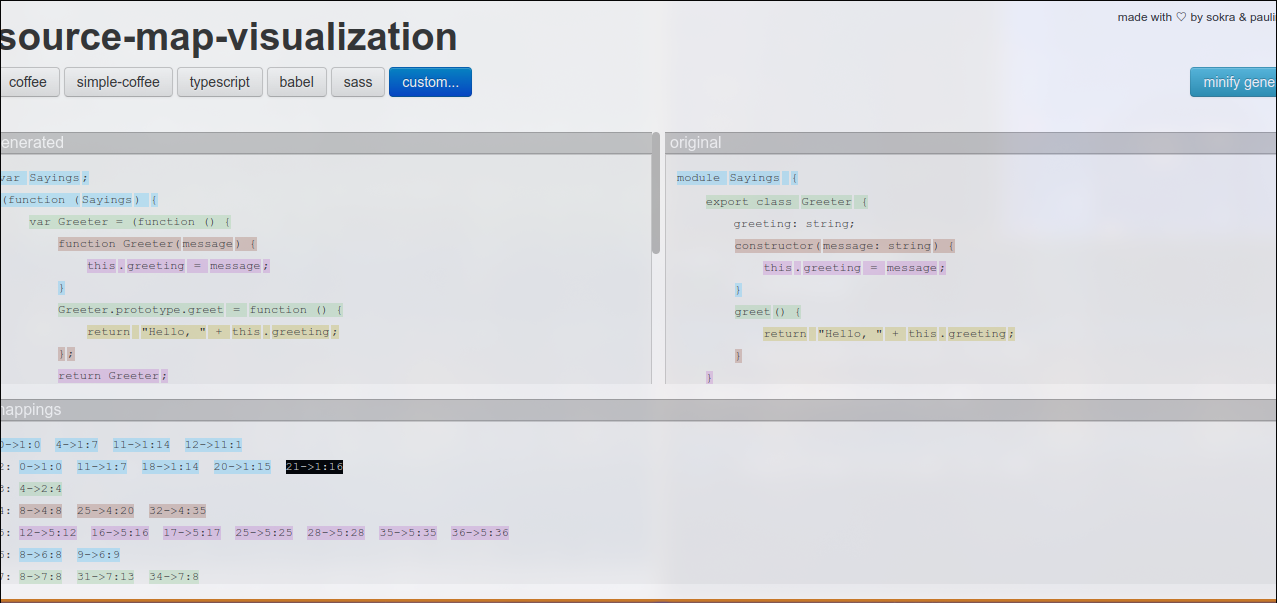 made with ♡ by sokra & pauli
source-map-visualization
coffee simple-coffee typescript babel sass custom... minify gene
enerated
var Sayings;
(function (Sayings) {
var Greeter = (function () {
function Greeter(message) {
this.greeting = message;
}
Greeter.prototype.greet = function () {
return "Hello, " + this.greeting;
};
return Greeter;
original
module Sayings {
export class Greeter {
greeting: string;
constructor(message: string) {
this.greeting = message;
}
greet() {
return "Hello, " + this.greeting;
}
}
mappings
0->1:0 4->1:7 11->1:14 12->11:1
2: 0->1:0 11->1:7 18->1:14 20->1:15 21->1:16
3: 4->2:4
4: 8->4:8 25->4:20 32->4:35
5: 12->5:12 16->5:16 17->5:17 25->5:25 28->5:28 35->5:35 36->5:36
6: 8->6:8 9->6:9
7: 8->7:8 31->7:13 34->7:8